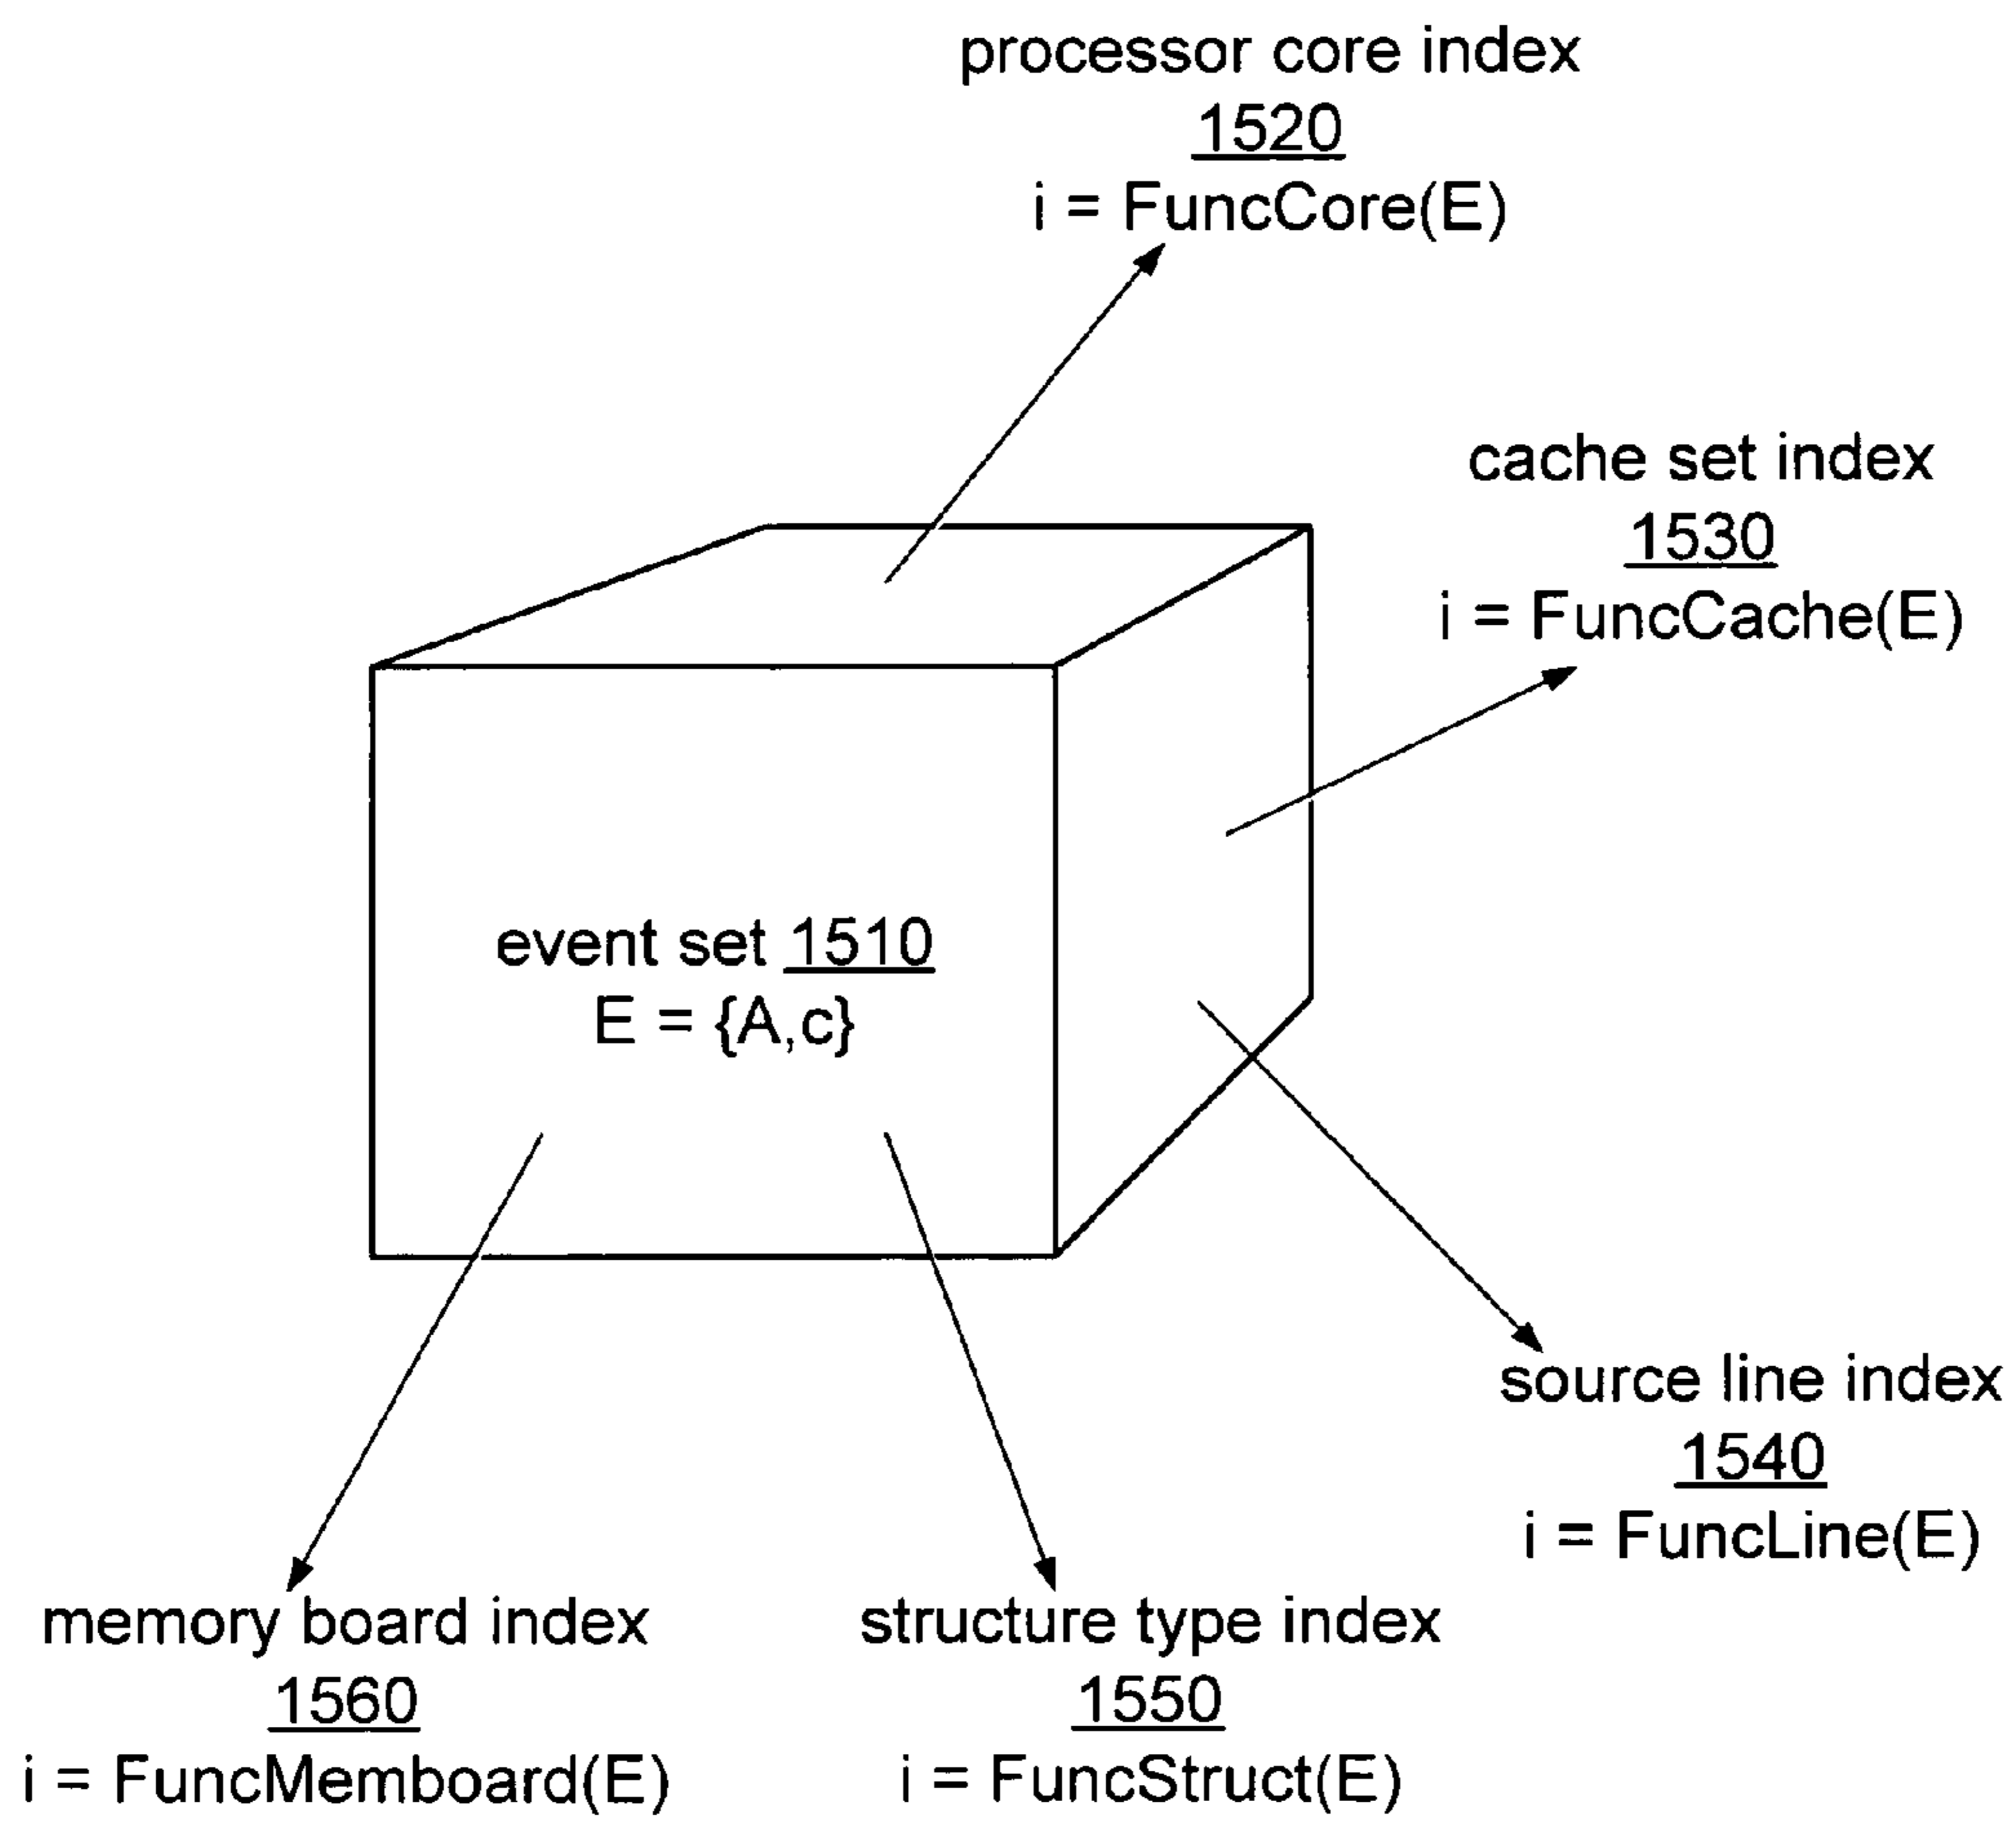 processor core index
1520
i = FuncCore(E)
cache set index
1530
i = FuncCache(E)
event set 1510
E = {A,c}
source line index
1540
i = FuncLine(E)
memory board index
1560
i = FuncMemboard(E)
structure type index
1550
i = FuncStruct(E)